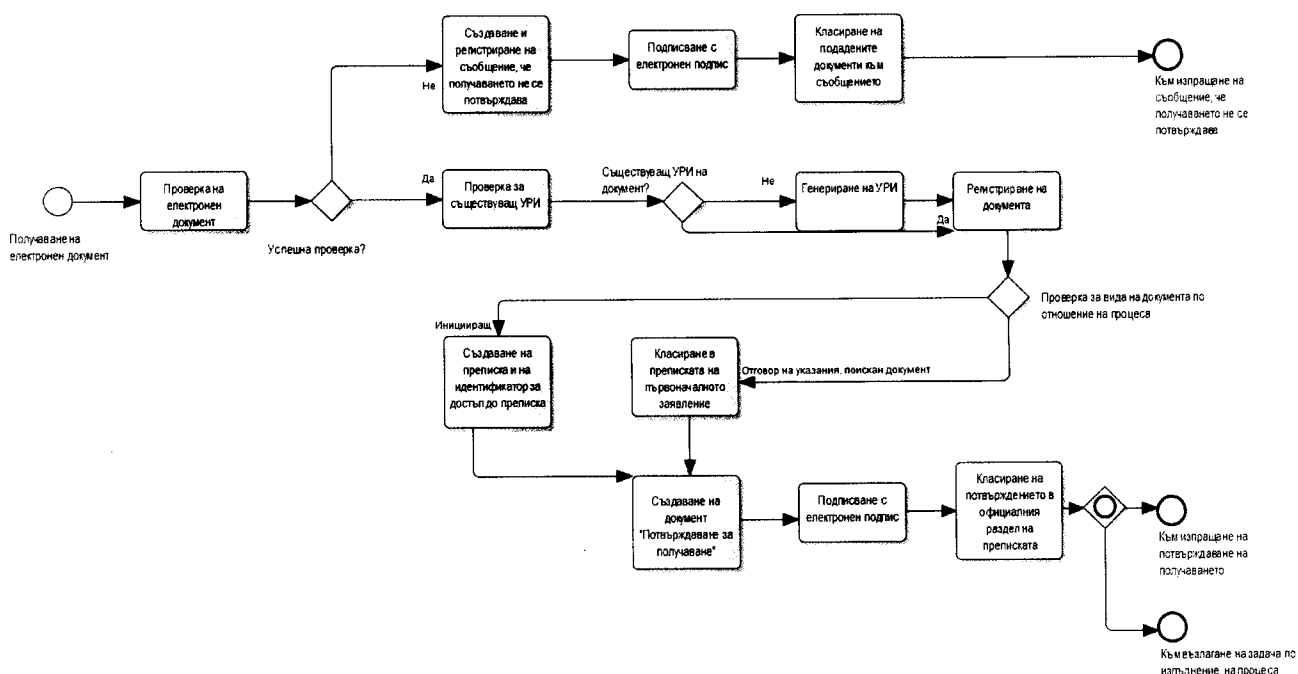 Създаване и
регистриране на
съобщение, че
получаването не се
потвърждава
Подписване с
електронен подпис
Класиране на
подадените
документи към
съобщението
Не
Към изпращане на
съобщение, че
получаването не се
потвърждава
Получаване на
електронен документ
Проверка на
електронен
документ
Успешна проверка?
Да
Проверка за
съществуващ УРИ
Съществуващ УРИ на
документ?
Не
Генериране на УРИ
Да
Регистриране на
документа
Проверка за вида на документа по
отношение на процеса
Иницииращ
Създаване на
преписка и на
идентификатор за
достъп до преписка
Класиране в
преписката на
първоначалното
заявление
Отговор на указания, поискан документ
Създаване на
документ
"Потвърждаване за
получаване"
Подписване с
електронен подпис
Класиране на
потвърждението в
официалния
раздел на
преписката
Към изпращане на
потвърждаване на
получаването
Към възлагане на задача по
изпълнение на процеса